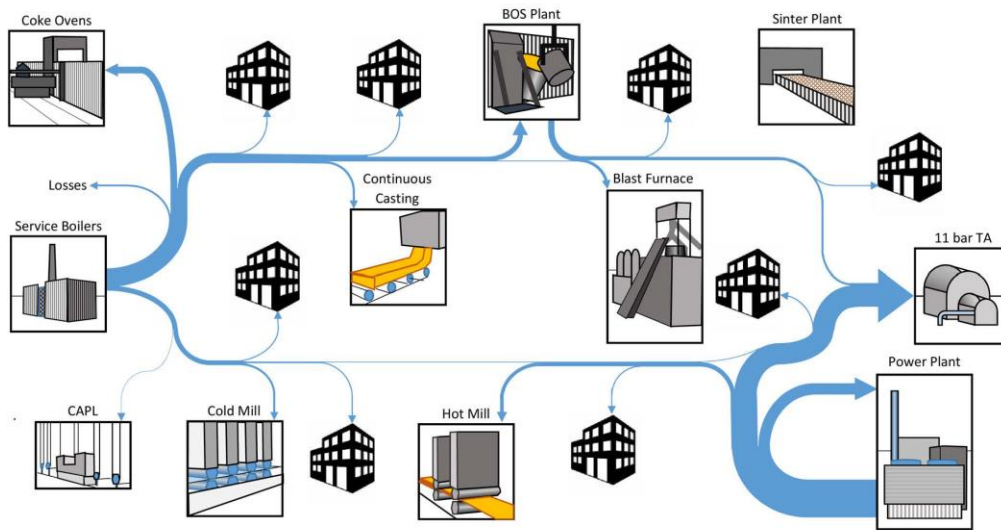 Coke Ovens
BOS Plant
Sinter Plant
Losses
Continuous
Casting
Blast Furnace
Service Boilers
11 bar TA
Power Plant
CAPL
Cold Mill
Hot Mill